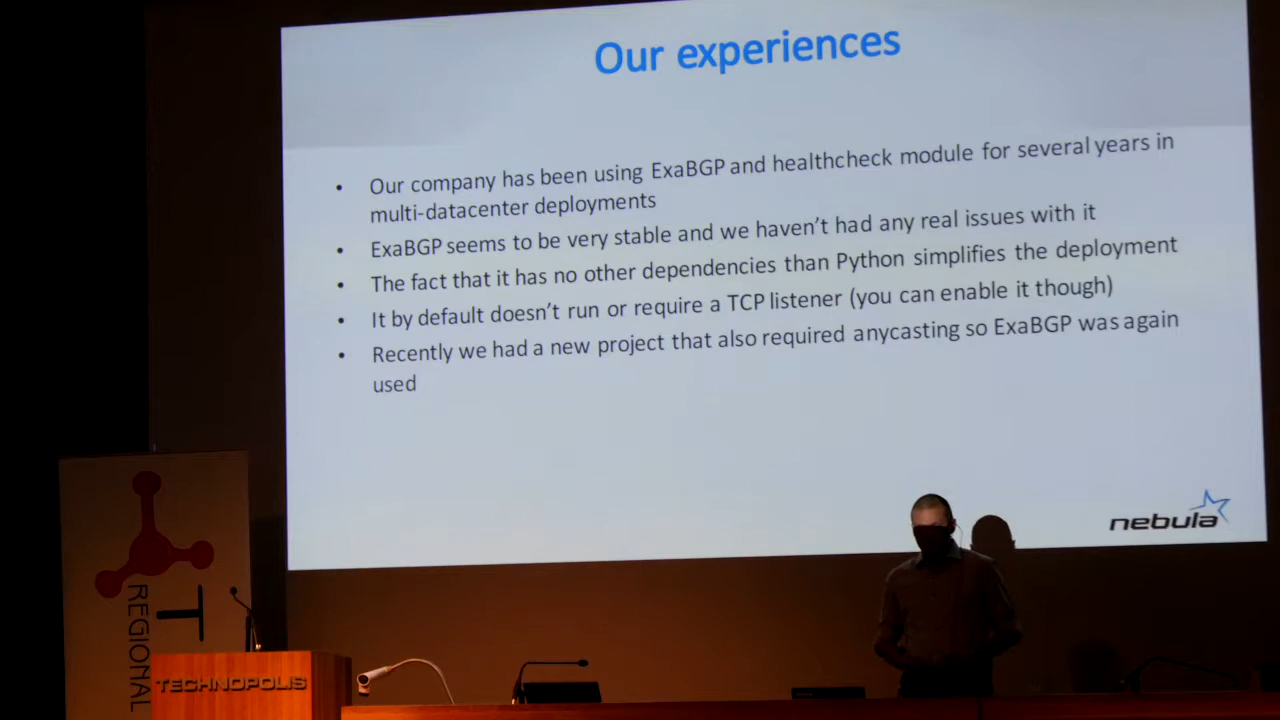 Our experiences
• Our company has been using ExaBGP and healthcheck module for several years in
multi-datacenter deployments
• ExaBGP seems to be very stable and we haven't had any real issues with it
• The fact that it has no other dependencies than Python simplifies the deployment
• It by default doesn't run or require a TCP listener (you can enable it though)
• Recently we had a new project that also required anycasting so ExaBGP was again
used
nebula
T
REGIONAL
TECHNOPOLIS